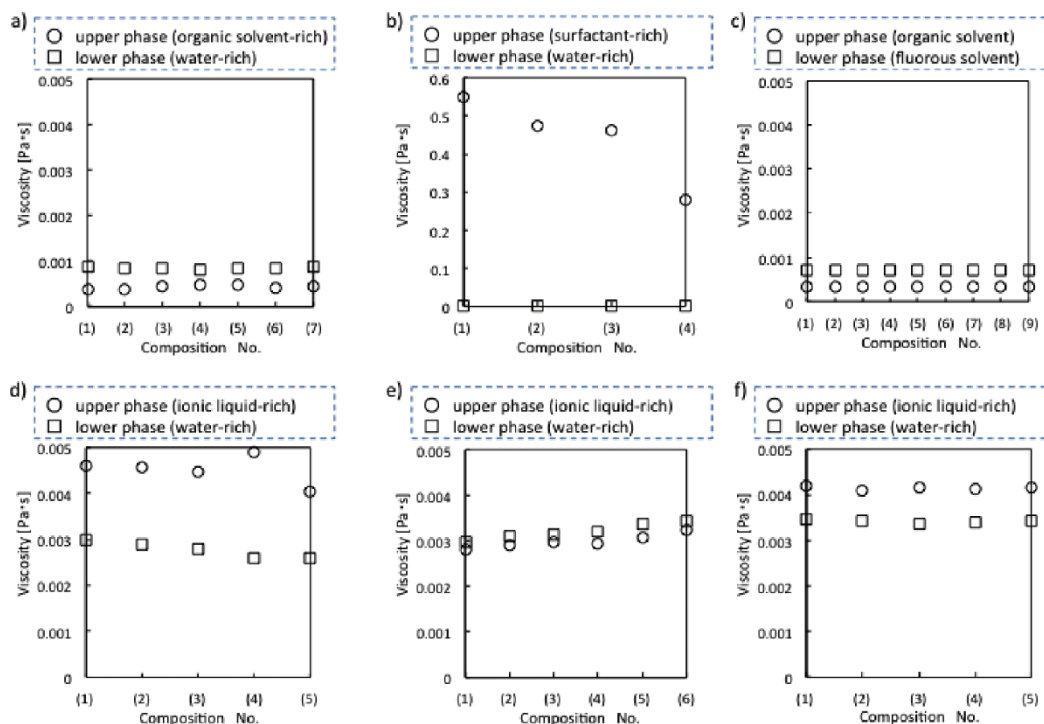 a)
upper phase (organic solvent-rich)
lower phase (water-rich)
0.005
0.004
0.003
0.002
0.001
0
Viscosity [Pa•s]
(1) (2) (3) (4) (5) (6) (7)
Composition No.
b)
upper phase (surfactant-rich)
lower phase (water-rich)
0.6
0.5
0.4
0.3
0.2
0.1
0
Viscosity [Pa•s]
(1) (2) (3) (4)
Composition No.
c)
upper phase (organic solvent)
lower phase (fluorous solvent)
0.005
0.004
0.003
0.002
0.001
0
Viscosity [Pa•s]
(1) (2) (3) (4) (5) (6) (7) (8) (9)
Composition No.
d)
upper phase (ionic liquid-rich)
lower phase (water-rich)
0.005
0.004
0.003
0.002
0.001
0
Viscosity [Pa•s]
(1) (2) (3) (4) (5)
Composition No.
e)
upper phase (ionic liquid-rich)
lower phase (water-rich)
0.005
0.004
0.003
0.002
0.001
0
Viscosity [Pa•s]
(1) (2) (3) (4) (5) (6)
Composition No.
f)
upper phase (ionic liquid-rich)
lower phase (water-rich)
0.005
0.004
0.003
0.002
0.001
0
Viscosity [Pa•s]
(1) (2) (3) (4) (5)
Composition No.